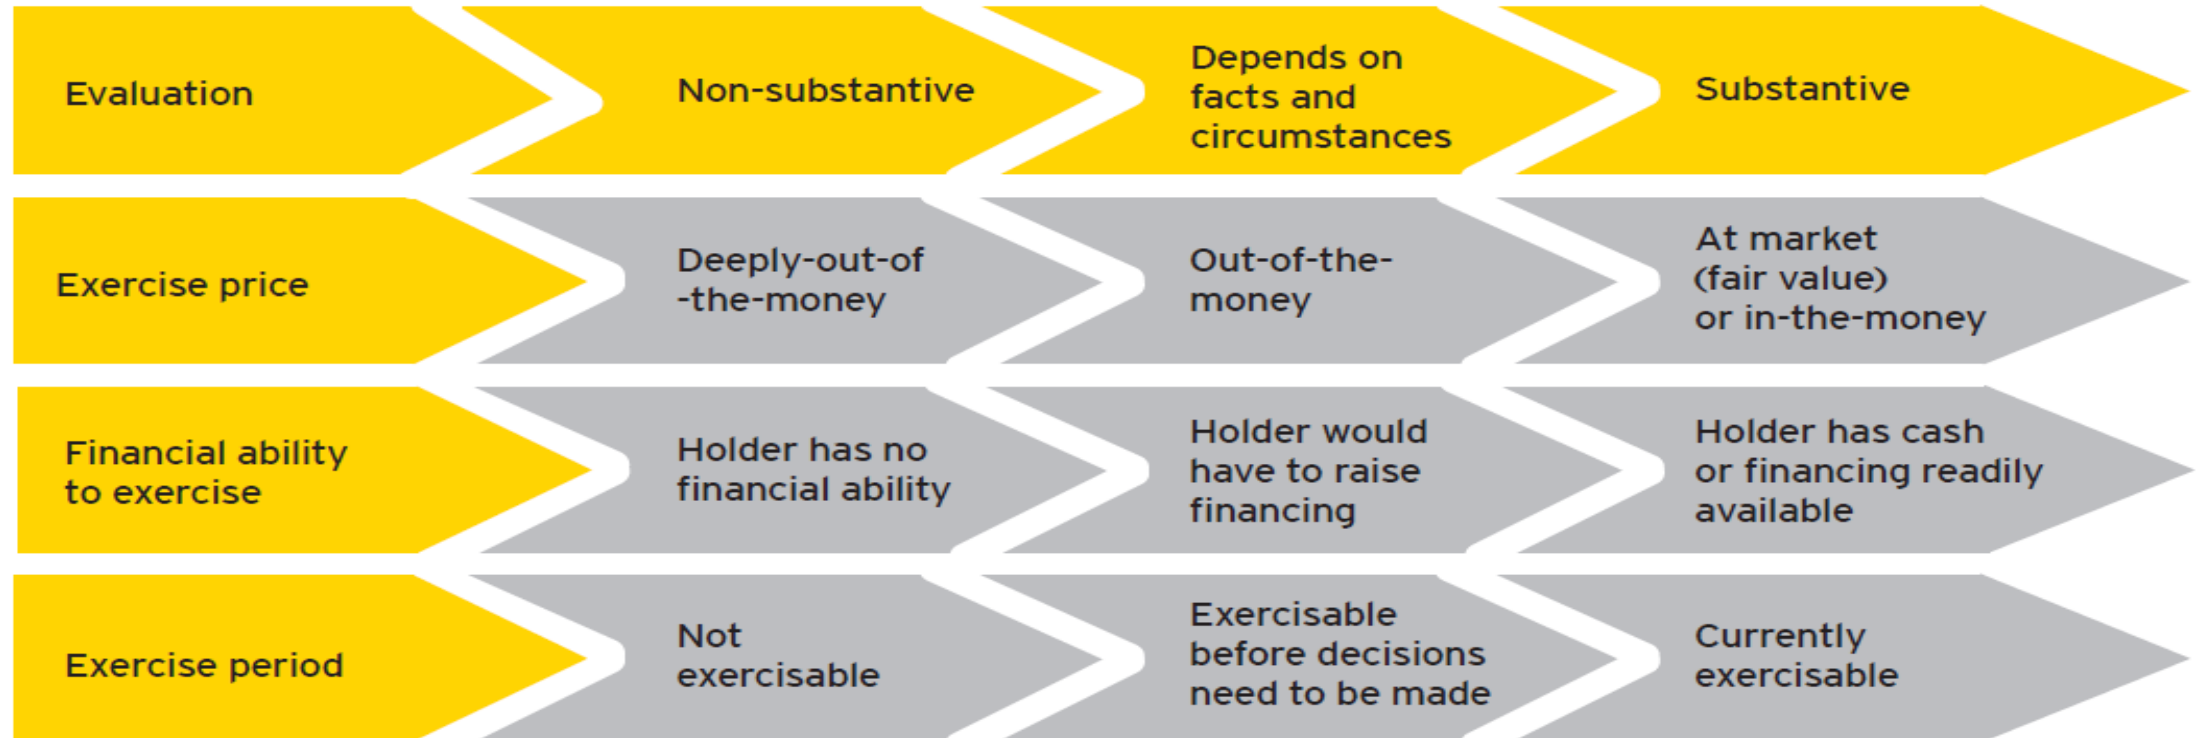 Evaluation
Non-substantive
Depends on
facts and
circumstances
Substantive
Exercise price
Deeply-out-of
-the-money
Out-of-the-
money
At market
(fair value)
or in-the-money
Financial ability
to exercise
Holder has no
financial ability
Holder would
have to raise
financing
Holder has cash
or financing readily
available
Exercise period
Not
exercisable
Exercisable
before decisions
need to be made
Currently
exercisable